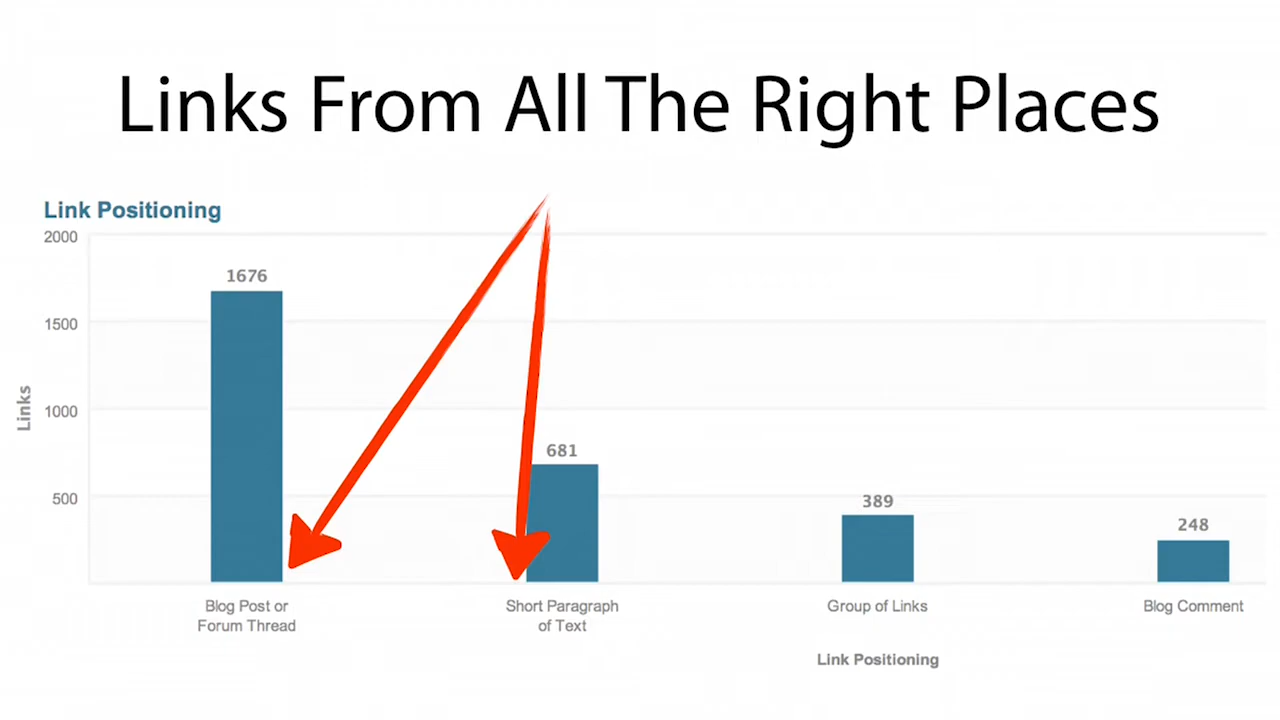 Links From All The Right Places
Link Positioning
2000
1676
1500
Links
1000
681
500
389
248
Blog Post or
Forum Thread
Short Paragraph
of Text
Group of Links
Blog Comment
Link Positioning